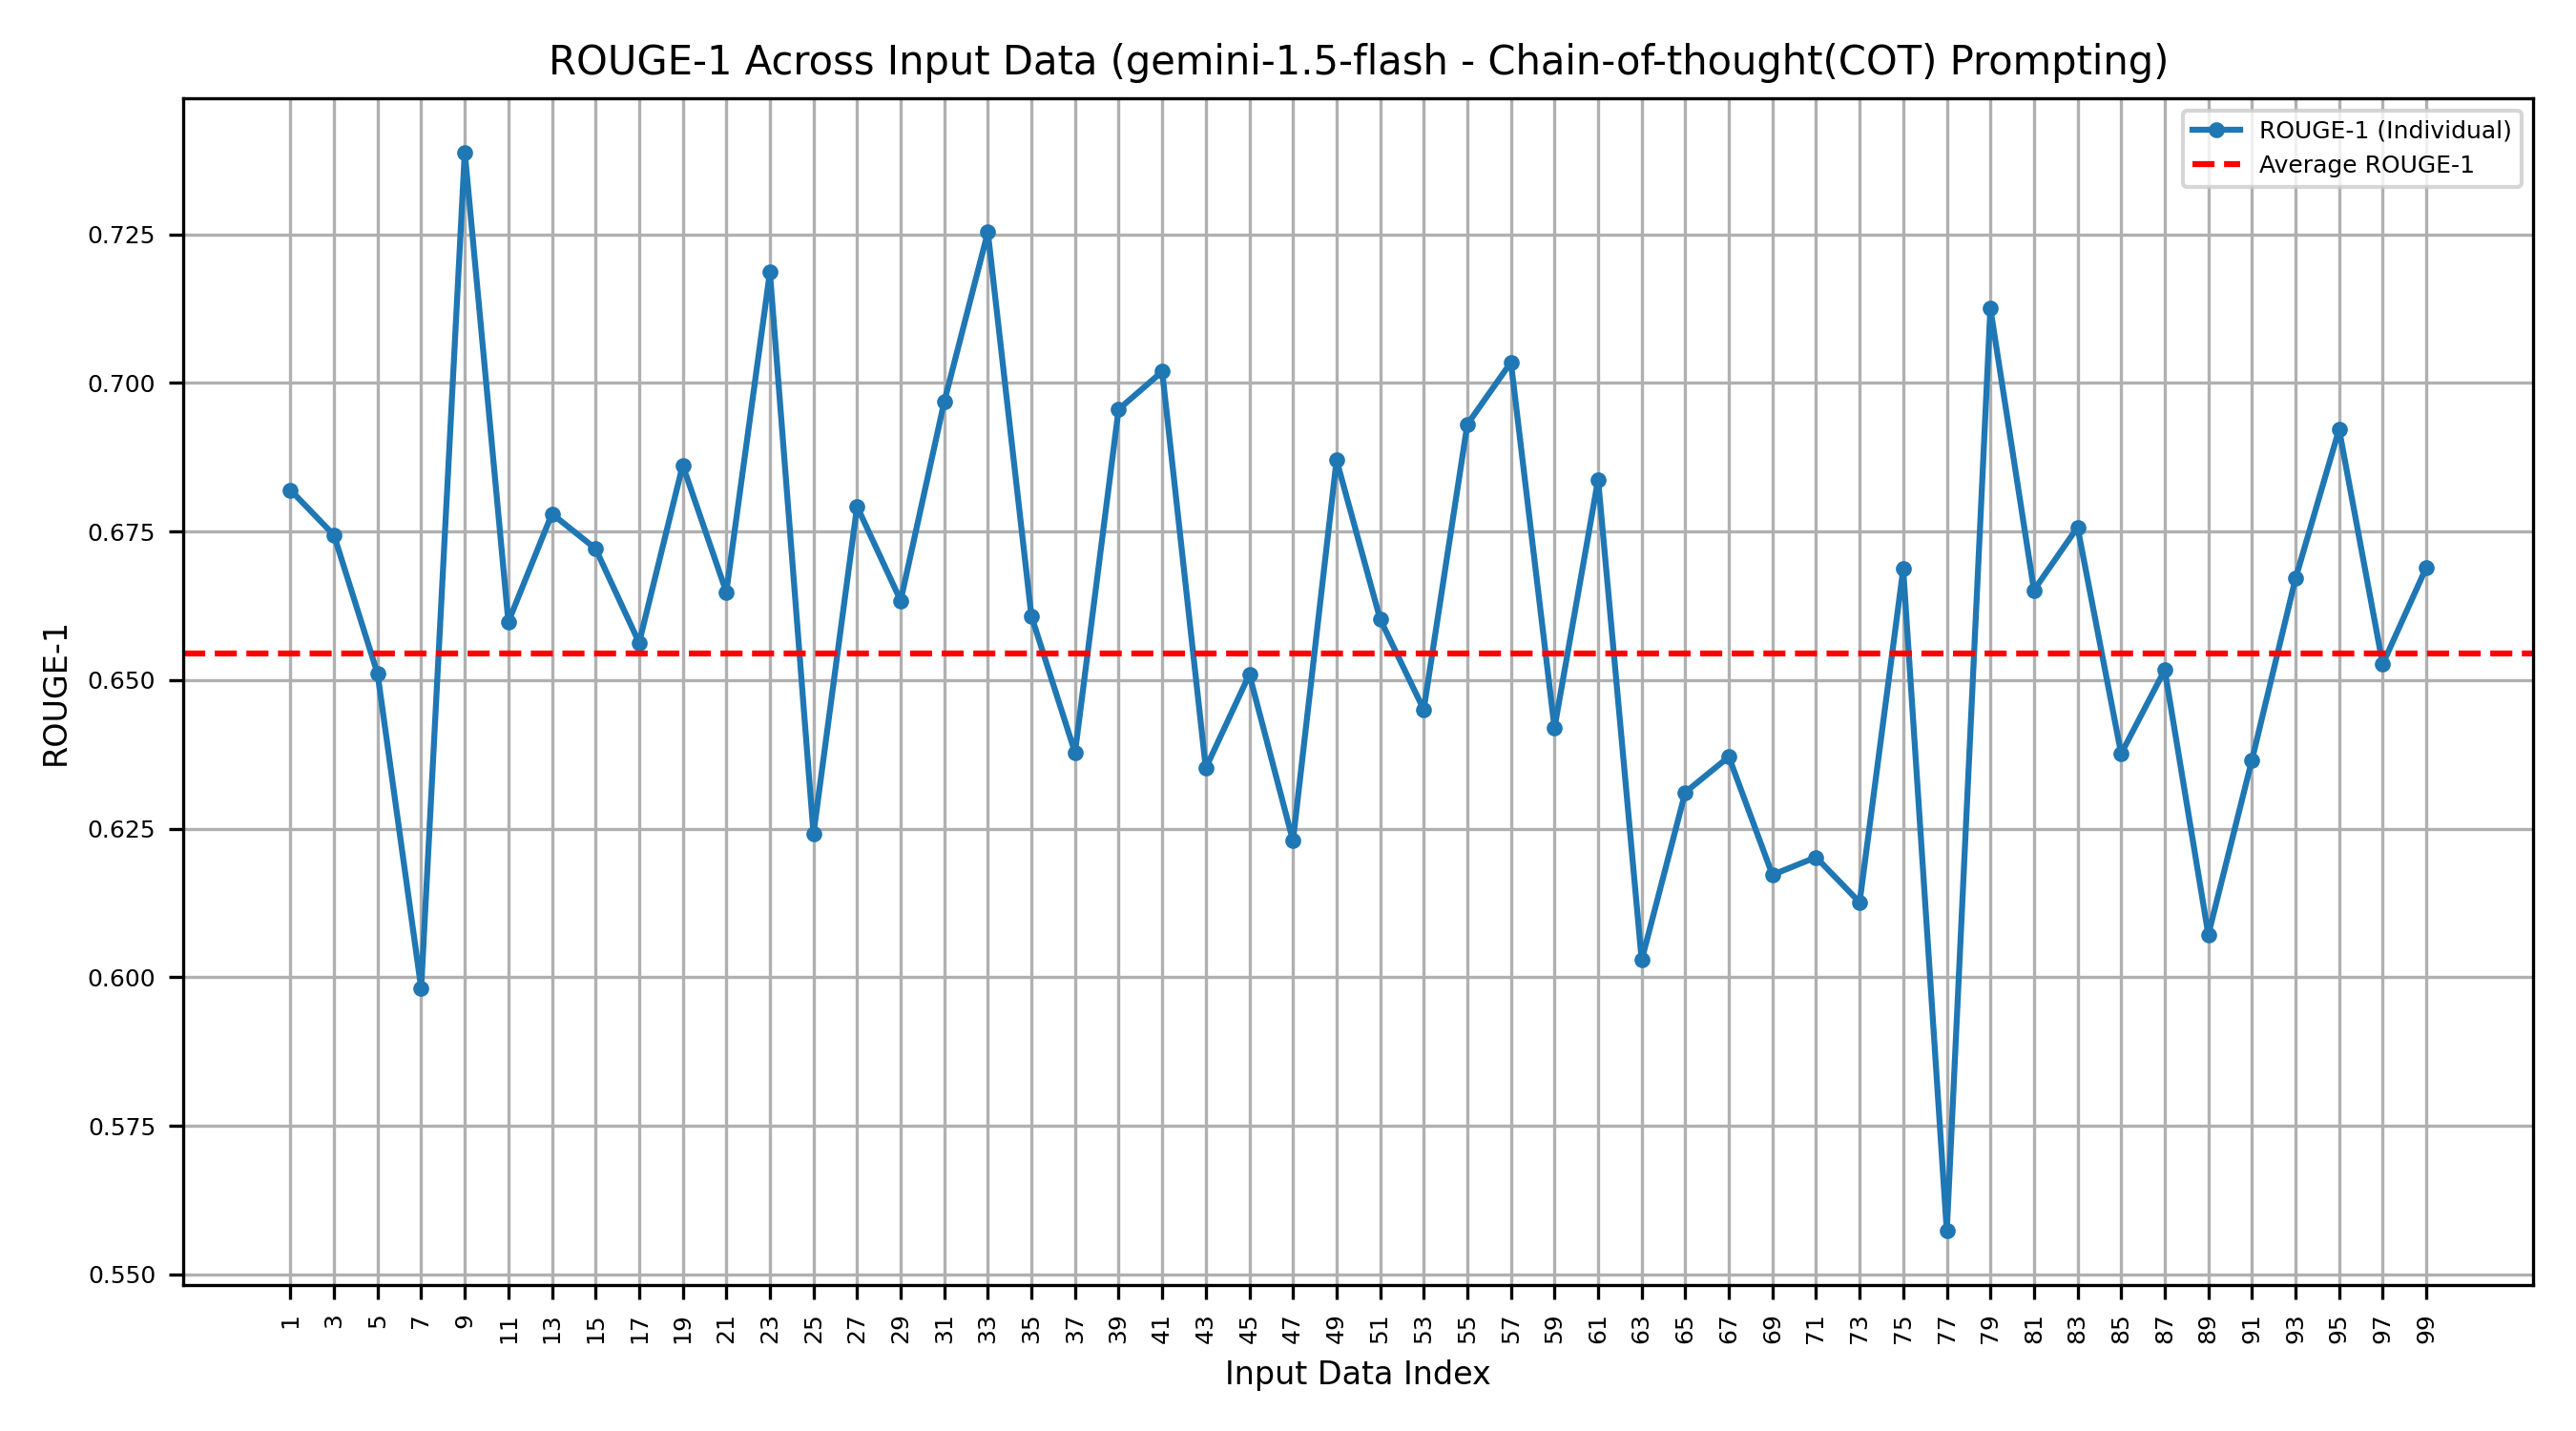 ROUGE-1 Across Input Data (gemini-1.5-flash - Chain-of-thought(COT) Prompting)
ROUGE-1 (Individual)
Average ROUGE-1
0.725
0.700
0.675
0.650
0.625
0.600
0.575
0.550
ROUGE-1
1 3 5 7 9 11 13 15 17 19 21 23 25 27 29 31 33 35 37 39 41 43 45 47 49 51 53 55 57 59 61 63 65 67 69 71 73 75 77 79 81 83 85 87 89 91 93 95 97 99
Input Data Index